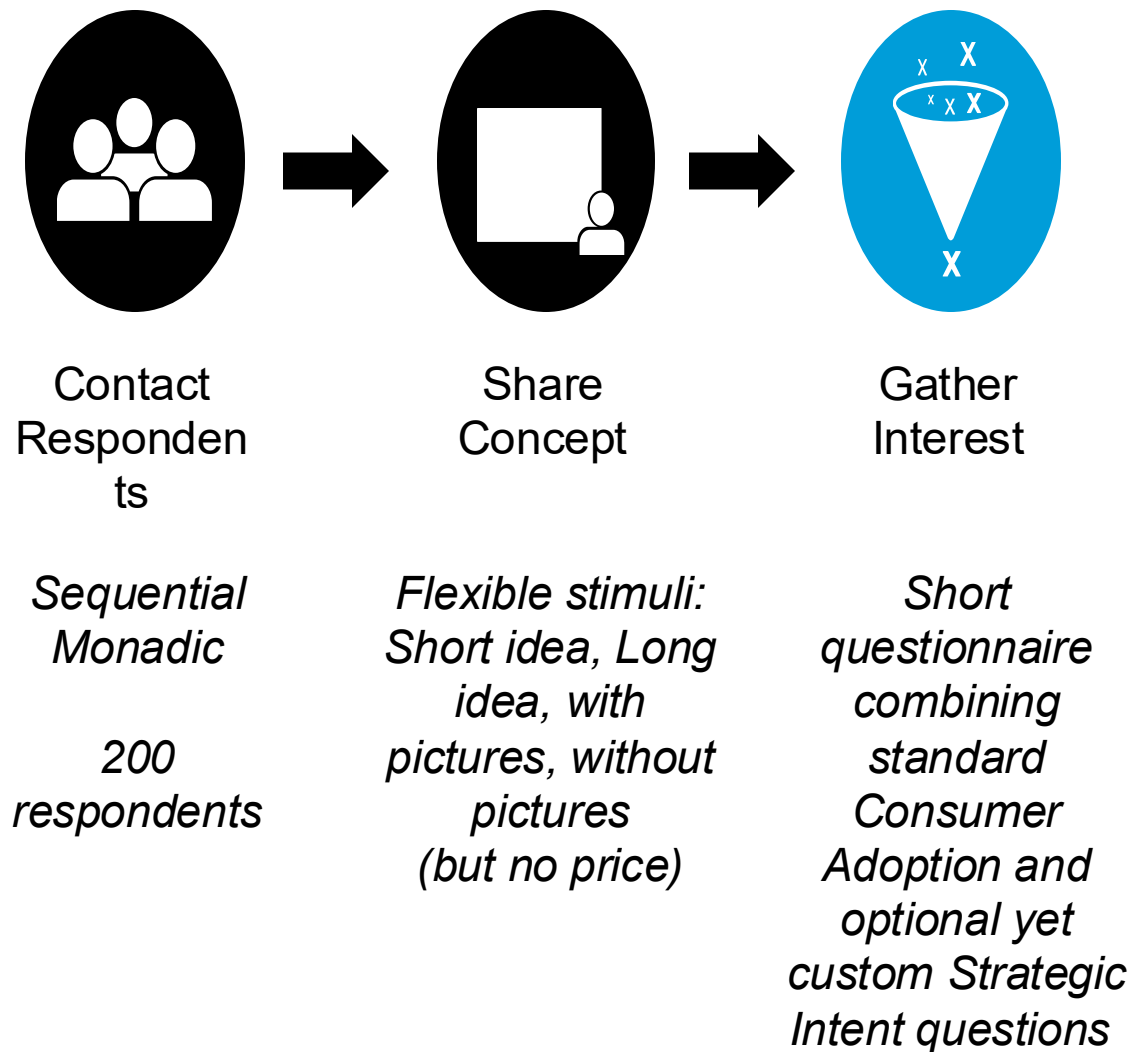 X
X
X
X
X
X
Contact
Responden
ts
Share
Concept
Gather
Interest
Sequential
Monadic
200
respondents
Flexible stimuli:
Short idea, Long
idea, with
pictures, without
pictures
(but no price)
Short
questionnaire
combining
standard
Consumer
Adoption and
optional yet
custom Strategic
Intent questions